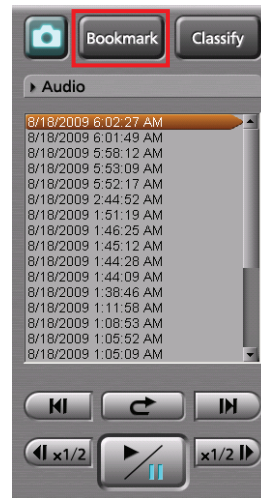 Bookmark Classify
Audio
8/18/2009 6:02:27 AM
8/18/2009 6:01:49 AM
8/18/2009 5:58:12 AM
8/18/2009 5:53:09 AM
8/18/2009 5:52:17 AM
8/18/2009 2:44:52 AM
8/18/2009 1:51:19 AM
8/18/2009 1:46:25 AM
8/18/2009 1:45:12 AM
8/18/2009 1:44:28 AM
8/18/2009 1:44:09 AM
8/18/2009 1:38:46 AM
8/18/2009 1:11:58 AM
8/18/2009 1:08:53 AM
8/18/2009 1:05:52 AM
8/18/2009 1:05:09 AM
x1/2 x1/2